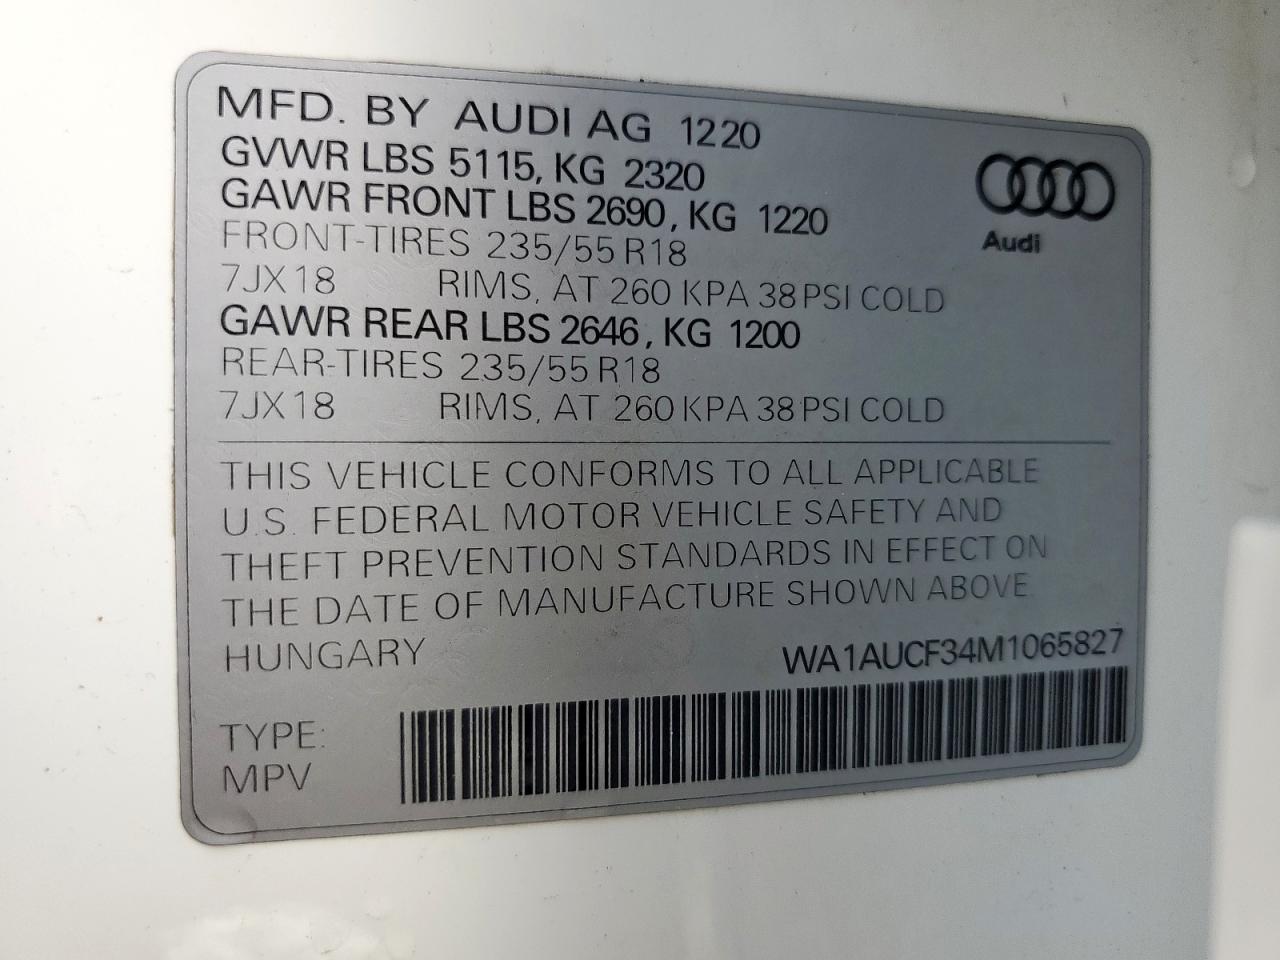 MFD. BY AUDI AG 1220
GVWR LBS 5115, KG 2320
GAWR FRONT LBS 2690, KG 1220
FRONT-TIRES 235/55 R18
7JX18 RIMS, AT 260 KPA 38 PSI COLD
GAWR REAR LBS 2646, KG 1200
REAR-TIRES 235/55 R18
7JX18 RIMS, AT 260 KPA 38 PSI COLD
Audi
THIS VEHICLE CONFORMS TO ALL APPLICABLE
U.S. FEDERAL MOTOR VEHICLE SAFETY AND
THEFT PREVENTION STANDARDS IN EFFECT ON
THE DATE OF MANUFACTURE SHOWN ABOVE
HUNGARY WA1AUCF34M1065827
TYPE:
MPV